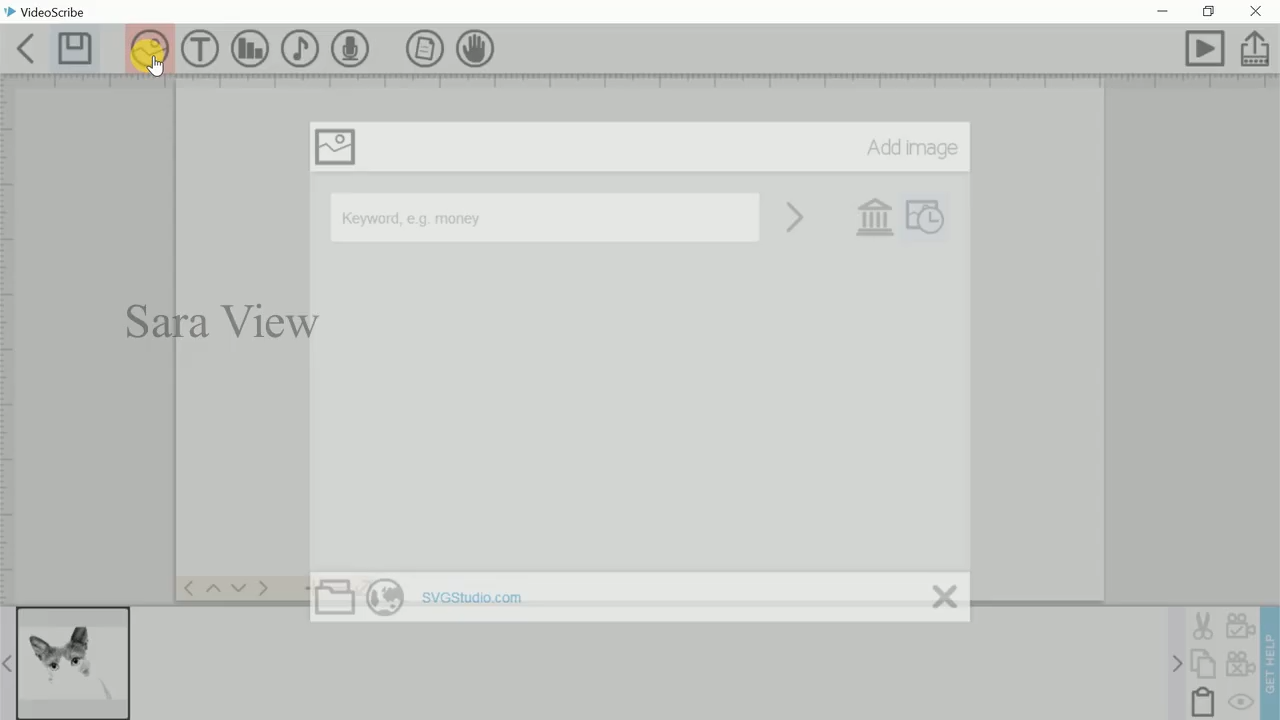 VideoScribe
Add image
Keyword, e.g. money
Sara View
SVGStudio.com
GET HELP